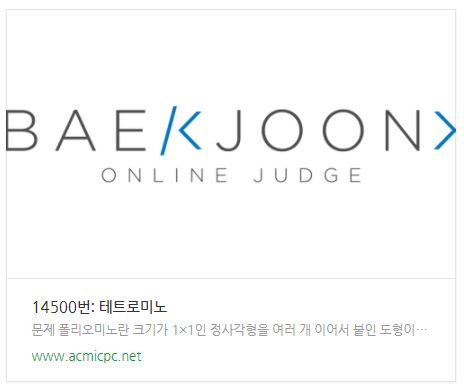 BAEKJOON>
ONLINE JUDGE
14500번: 테트로미노
문제 폴리오미노란 크기가 1×1인 정사각형을 여러 개 이어서 붙인 도형이…
www.acmicpc.net